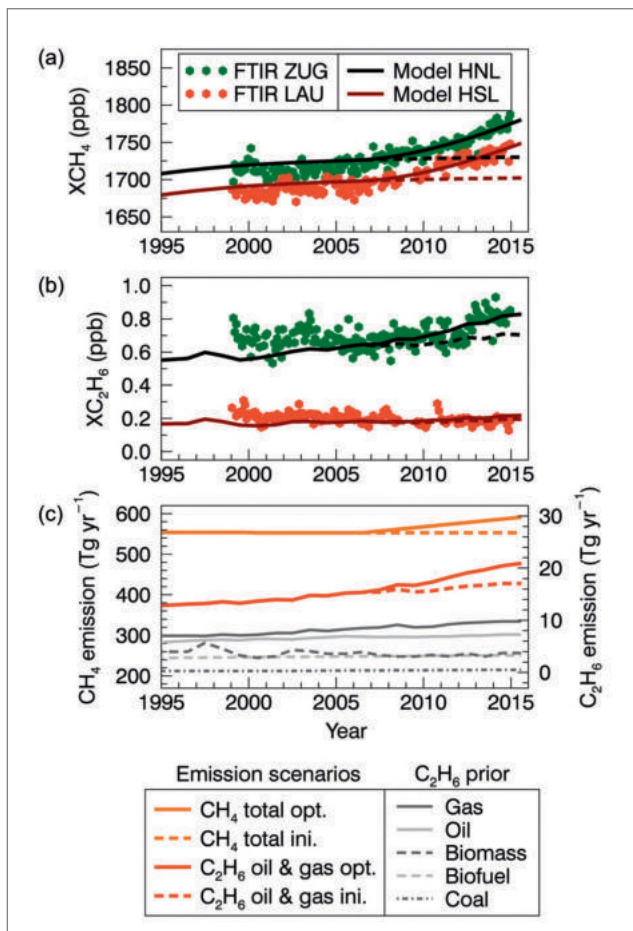 (a)
XCH₄ (ppb)
1850
1800
1750
1700
1650
FTIR ZUG
FTIR LAU
Model HNL
Model HSL
1995 2000 2005 2010 2015
(b)
XC₂H₆ (ppb)
1.0
0.8
0.6
0.4
0.2
0.0
1995 2000 2005 2010 2015
(c)
CH₄ emission (Tg yr⁻¹)
600
500
400
300
200
30
20
10
0
C₂H₆ emission (Tg yr⁻¹)
1995 2000 2005 2010 2015
Year
Emission scenarios
CH₄ total opt.
CH₄ total ini.
C₂H₆ oil & gas opt.
C₂H₆ oil & gas ini.
C₂H₆ prior
Gas
Oil
Biomass
Biofuel
Coal